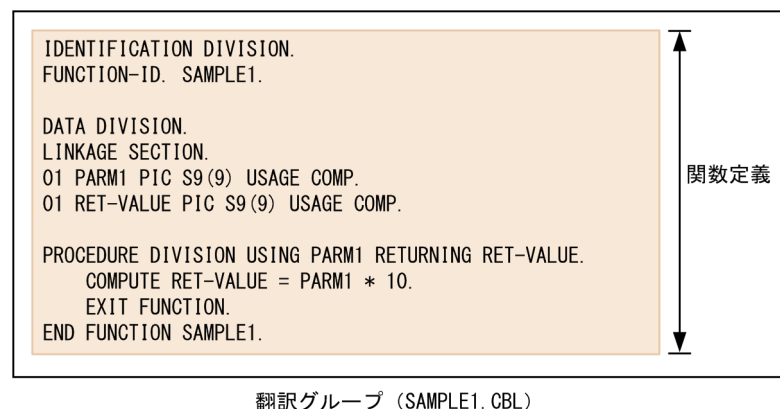 IDENTIFICATION DIVISION.
FUNCTION-ID. SAMPLE1.
DATA DIVISION.
LINKAGE SECTION.
01 PARM1 PIC S9(9) USAGE COMP.
01 RET-VALUE PIC S9(9) USAGE COMP.
PROCEDURE DIVISION USING PARM1 RETURNING RET-VALUE.
    COMPUTE RET-VALUE = PARM1 * 10.
    EXIT FUNCTION.
END FUNCTION SAMPLE1.
関数定義
翻訳グループ（SAMPLE1.CBL）